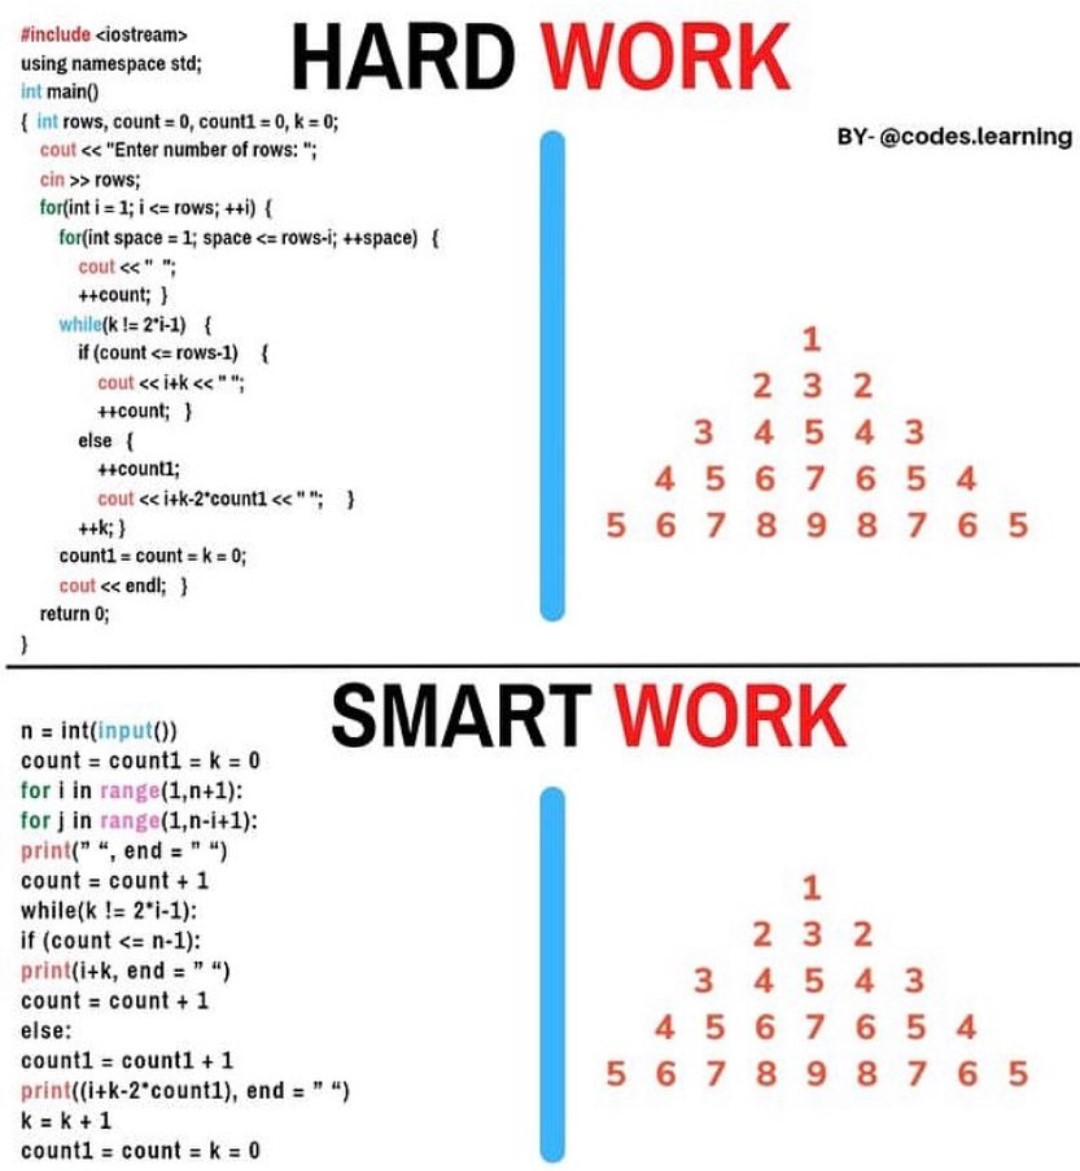 HARD WORK
BY- @codes.learning
#include <iostream>
using namespace std;
int main()
{ int rows, count = 0, count1 = 0, k = 0;
cout << "Enter number of rows: ";
cin >> rows;
for(int i = 1; i <= rows; ++i) {
for(int space = 1; space <= rows-i; ++space) {
cout << "  ";
++count; }
while(k != 2*i-1) {
if (count <= rows-1) {
cout << i+k << " ";
++count; }
else {
++count1;
cout << i+k-2*count1 << " "; }
++k; }
count1 = count = k = 0;
cout << endl; }
return 0;
}
1
2 3 2
3 4 5 4 3
4 5 6 7 6 5 4
5 6 7 8 9 8 7 6 5
SMART WORK
n = int(input())
count = count1 = k = 0
for i in range(1,n+1):
for j in range(1,n-i+1):
print(” “, end = ” “)
count = count + 1
while(k != 2*i-1):
if (count <= n-1):
print(i+k, end = ” “)
count = count + 1
else:
count1 = count1 + 1
print((i+k-2*count1), end = ” “)
k = k + 1
count1 = count = k = 0
1
2 3 2
3 4 5 4 3
4 5 6 7 6 5 4
5 6 7 8 9 8 7 6 5